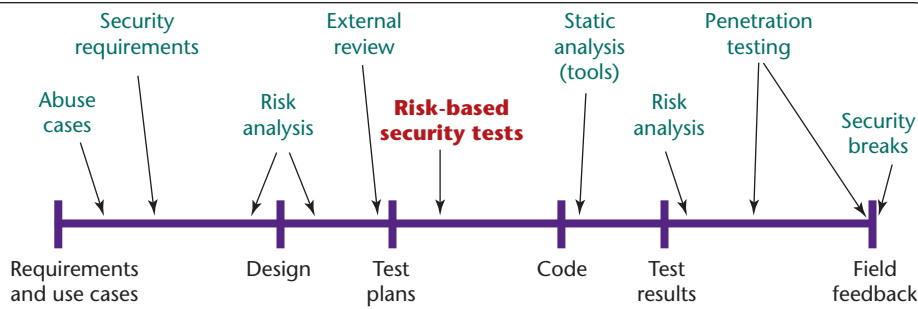 Security
requirements
External
review
Static
analysis
(tools)
Penetration
testing
Abuse
cases
Risk
analysis
Risk-based
security tests
Risk
analysis
Security
breaks
Requirements
and use cases
Design
Test
plans
Code
Test
results
Field
feedback